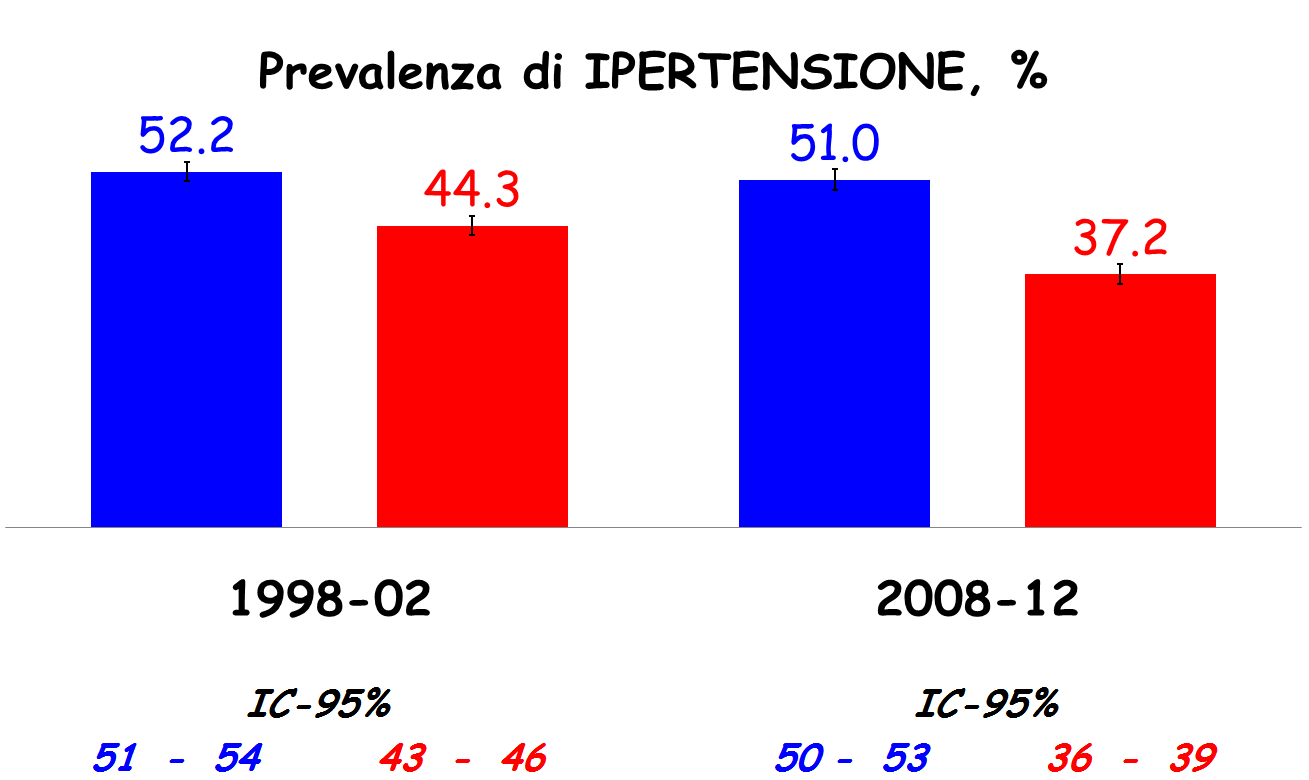 Prevalenza di IPERTENSIONE, %
52.2
44.3
51.0
37.2
1998-02
2008-12
IC-95%
IC-95%
51 - 54
43 - 46
50 - 53
36 - 39